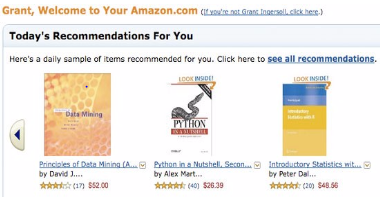 Grant, Welcome to Your Amazon.com (If you're not Grant Ingersoll, click here.)
Today's Recommendations For You
Here's a daily sample of items recommended for you. Click here to see all recommendations.
LOOK INSIDE!
LOOK INSIDE!
Data Mining
PYTHON
IN A NUTSHELL
Introductory
Statistics with R
Principles of Data Mining (A...
by David J....
(17) $52.00
Python in a Nutshell, Secon...
by Alex Mart...
(40) $26.39
Introductory Statistics wit...
by Peter Dal...
(20) $48.56